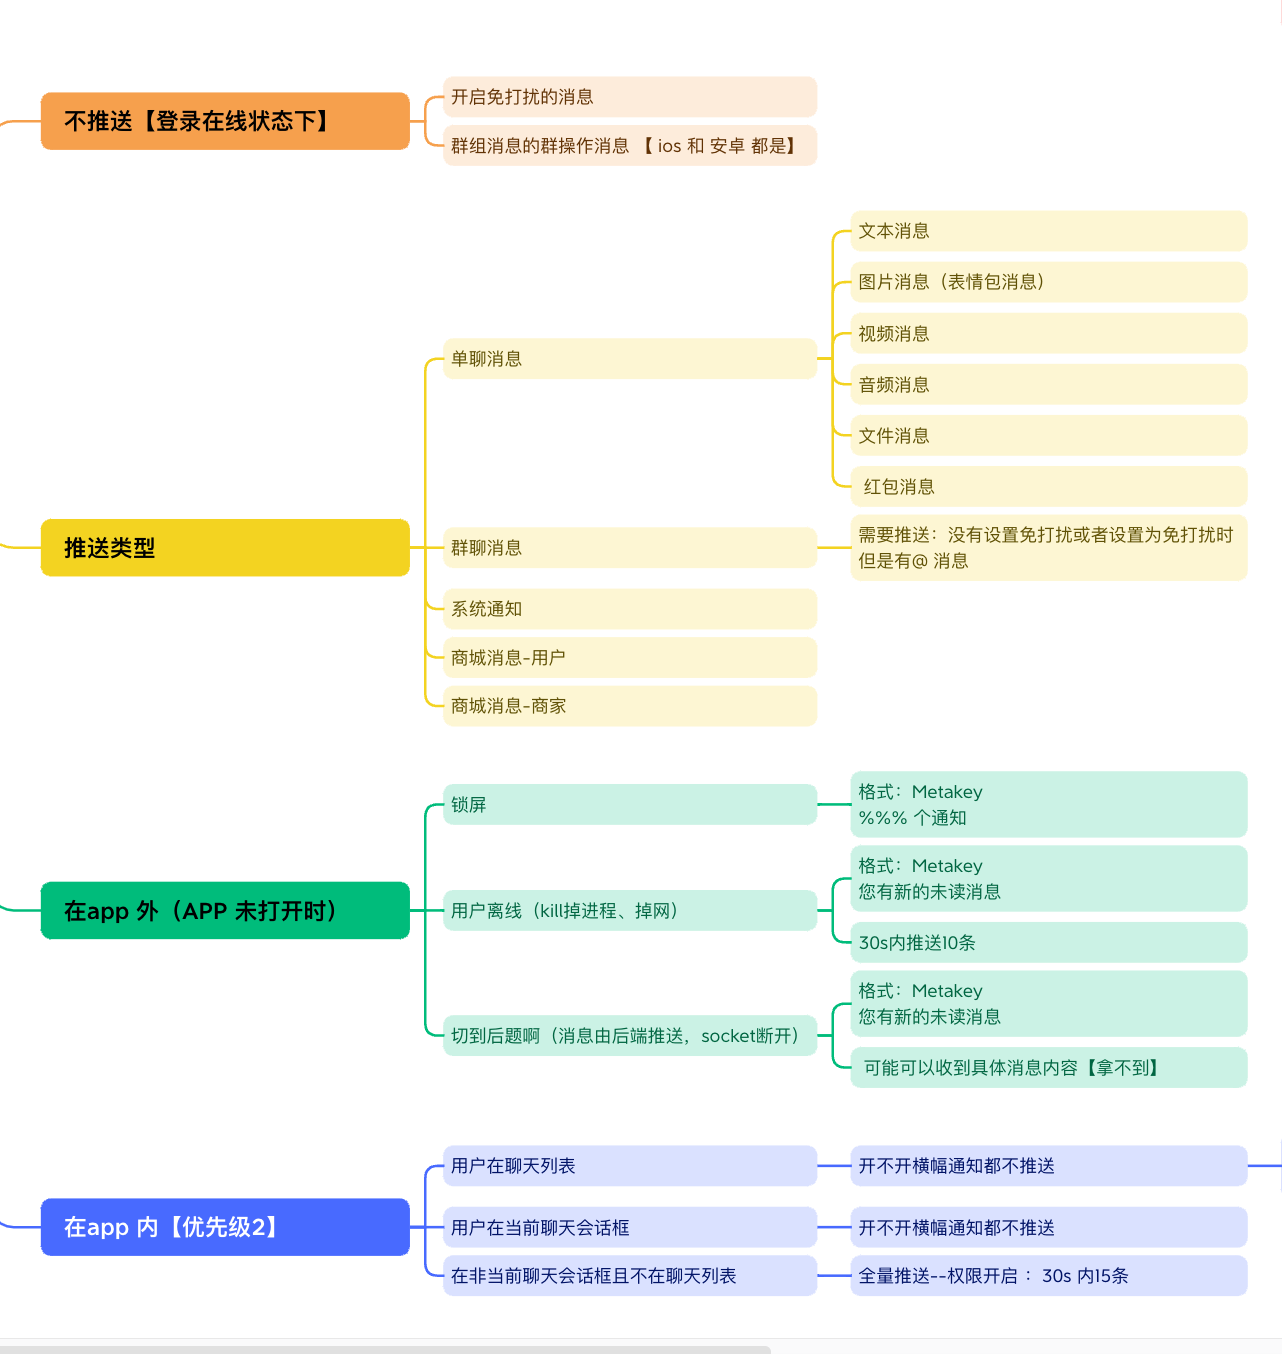 不推送【登录在线状态下】
开启免打扰的消息
群组消息的群操作消息 【 ios 和 安卓 都是】
推送类型
单聊消息
文本消息
图片消息（表情包消息）
视频消息
音频消息
文件消息
红包消息
群聊消息
需要推送：没有设置免打扰或者设置为免打扰时
但是有@ 消息
系统通知
商城消息-用户
商城消息-商家
在app 外（APP 未打开时）
锁屏
格式：Metakey
%%% 个通知
用户离线（kill掉进程、掉网）
格式：Metakey
您有新的未读消息
30s内推送10条
切到后题啊（消息由后端推送，socket断开）
格式：Metakey
您有新的未读消息
可能可以收到具体消息内容【拿不到】
在app 内【优先级2】
用户在聊天列表
开不开横幅通知都不推送
用户在当前聊天会话框
开不开横幅通知都不推送
在非当前聊天会话框且不在聊天列表
全量推送--权限开启 ：30s 内15条